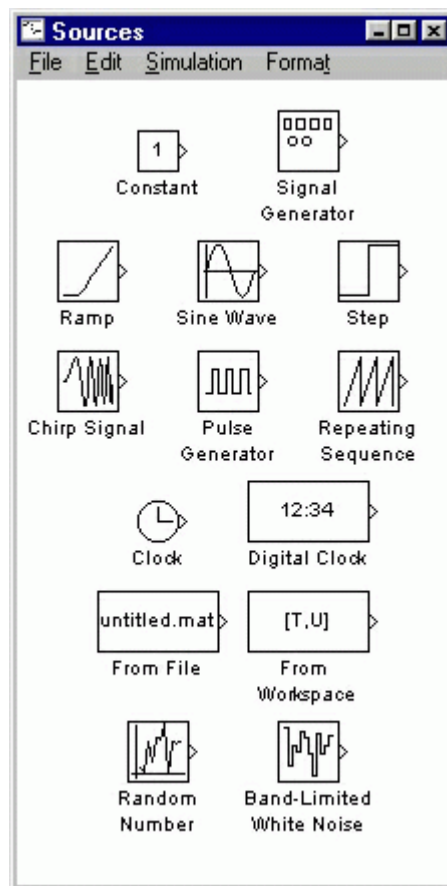 Sources
File Edit Simulation Format
1
Constant
Signal
Generator
Ramp
Sine Wave
Step
Chirp Signal
Pulse
Generator
Repeating
Sequence
Clock
12:34
Digital Clock
untitled.mat
From File
[T,U]
From
Workspace
Random
Number
Band-Limited
White Noise